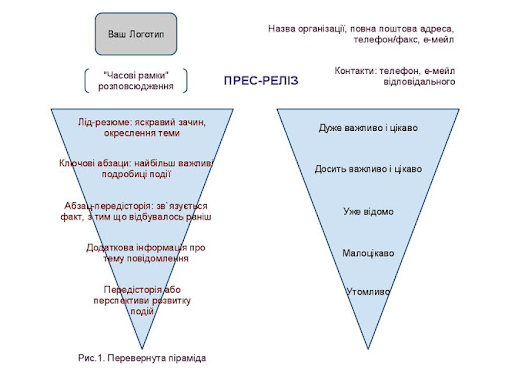 Ваш Логотип
Назва організації, повна поштова адреса,
телефон/факс, е-мейл
"Часові рамки"
розповсюдження
ПРЕС-РЕЛІЗ
Контакти: телефон, е-мейл
відповідального
Лід-резюме: яскравий зачин,
окреслення теми
Ключові абзаци: найбільш важливі
подробиці події
Абзац-передісторія: зв`язується
факт, з тим що відбувалось раніш
Додаткова інформація про
тему повідомлення
Передісторія або
перспективи розвитку
подій
Дуже важливо і цікаво
Досить важливо і цікаво
Уже відомо
Малоцікаво
Утомливо
Рис.1. Перевернута піраміда